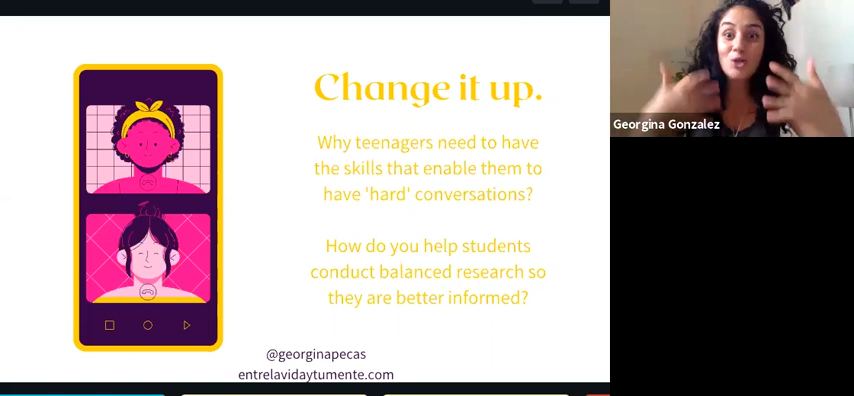 Change it up.
Why teenagers need to have
the skills that enable them to
have 'hard' conversations?
How do you help students
conduct balanced research so
they are better informed?
@georginapecas
entrelavidaytumente.com
Georgina Gonzalez